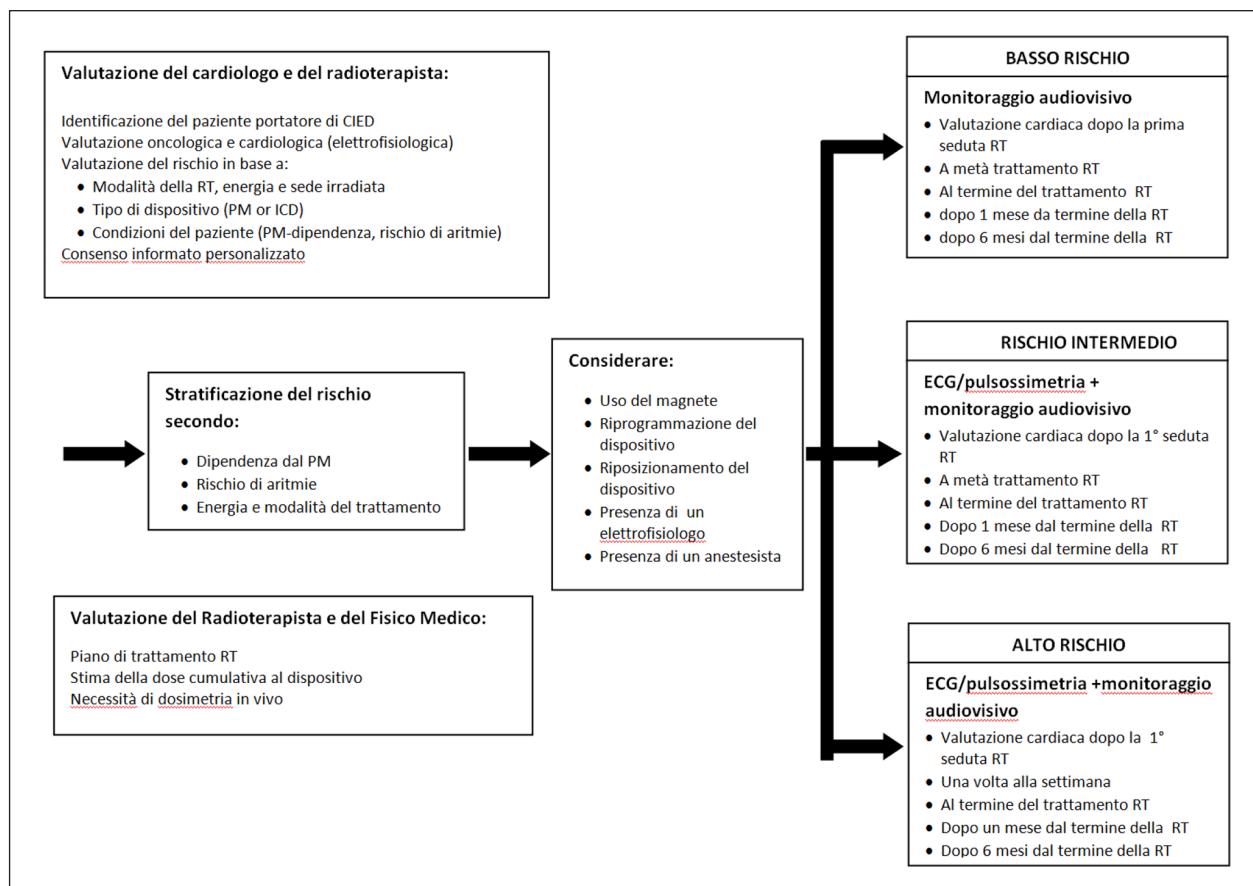 Valutazione del cardiologo e del radioterapista:
Identificazione del paziente portatore di CIED
Valutazione oncologica e cardiologica (elettrofisiologica)
Valutazione del rischio in base a:
• Modalità della RT, energia e sede irradiata
• Tipo di dispositivo (PM or ICD)
• Condizioni del paziente (PM-dipendenza, rischio di aritmie)
Consenso informato personalizzato
Stratificazione del rischio
secondo:
• Dipendenza dal PM
• Rischio di aritmie
• Energia e modalità del trattamento
Valutazione del Radioterapista e del Fisico Medico:
Piano di trattamento RT
Stima della dose cumulativa al dispositivo
Necessità di dosimetria in vivo
Considerare:
• Uso del magnete
• Riprogrammazione del
dispositivo
• Riposizionamento del
dispositivo
• Presenza di un
elettrofisiologo
• Presenza di un anestesista
BASSO RISCHIO
Monitoraggio audiovisivo
• Valutazione cardiaca dopo la prima
seduta RT
• A metà trattamento RT
• Al termine del trattamento RT
• dopo 1 mese da termine della RT
• dopo 6 mesi dal termine della RT
RISCHIO INTERMEDIO
ECG/pulsossimetria +
monitoraggio audiovisivo
• Valutazione cardiaca dopo la 1° seduta
RT
• A metà trattamento RT
• Al termine del trattamento RT
• Dopo 1 mese dal termine della RT
• Dopo 6 mesi dal termine della RT
ALTO RISCHIO
ECG/pulsossimetria +monitoraggio
audiovisivo
• Valutazione cardiaca dopo la 1°
seduta RT
• Una volta alla settimana
• Al termine del trattamento RT
• Dopo un mese dal termine della RT
• Dopo 6 mesi dal termine della RT